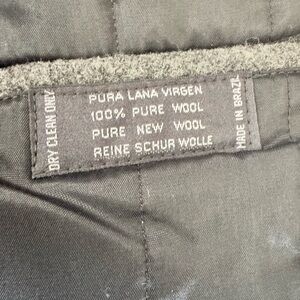 DRY CLEAN ONLY
PURA LANA VIRGEN
100% PURE WOOL
PURE NEW WOOL
REINE SCHUR WOLLE
MADE IN BRAZIL